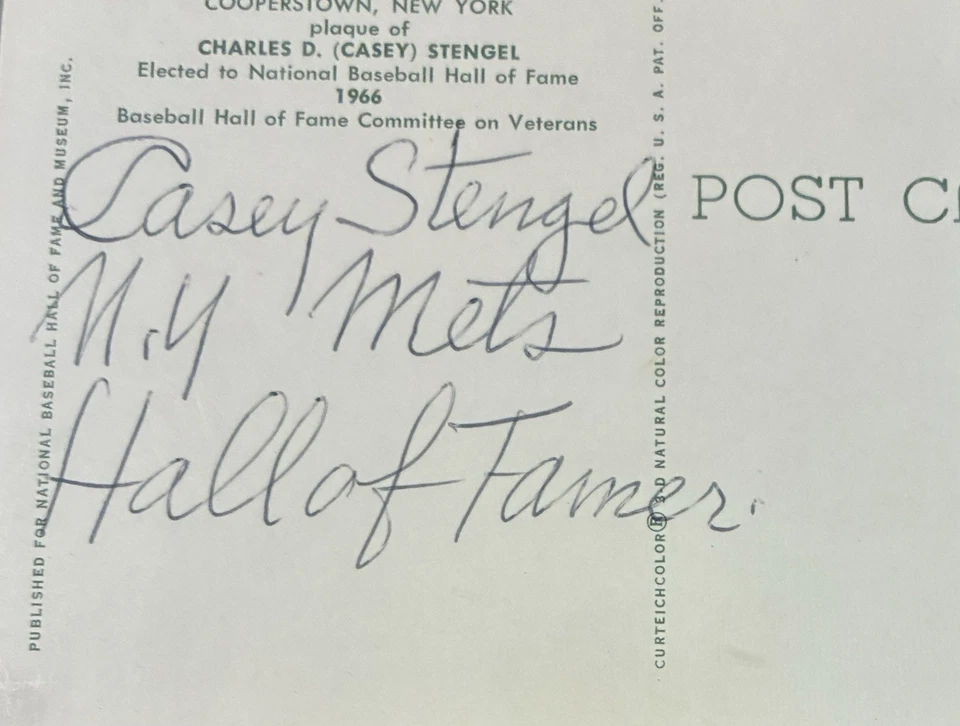 COOPERSTOWN, NEW YORK
plaque of
CHARLES D. (CASEY) STENGEL
Elected to National Baseball Hall of Fame
1966
Baseball Hall of Fame Committee on Veterans
Casey Stengel
N.Y Mets
Hall of Famer.
PUBLISHED FOR NATIONAL BASEBALL HALL OF FAME AND MUSEUM, INC.
CURTEICHCOLOR® 3-D NATURAL COLOR REPRODUCTION (REG. U. S. A. PAT. OFF.
POST